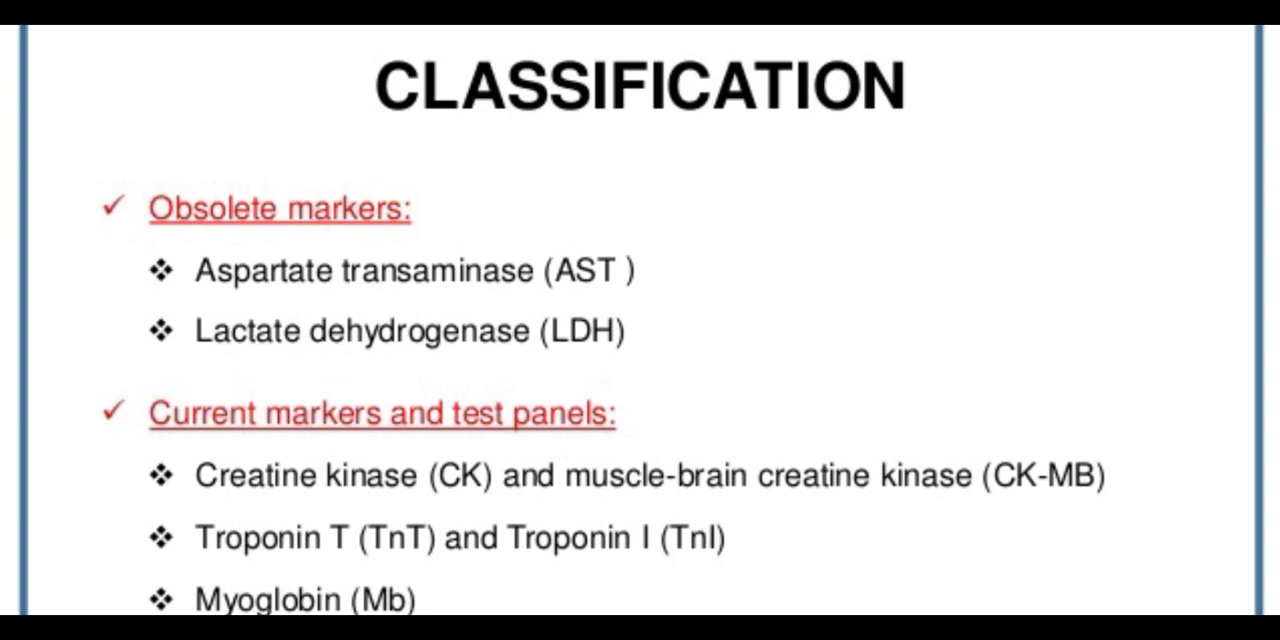 CLASSIFICATION
✓ Obsolete markers:
❖ Aspartate transaminase (AST )
❖ Lactate dehydrogenase (LDH)
✓ Current markers and test panels:
❖ Creatine kinase (CK) and muscle-brain creatine kinase (CK-MB)
❖ Troponin T (TnT) and Troponin I (TnI)
❖ Myoglobin (Mb)